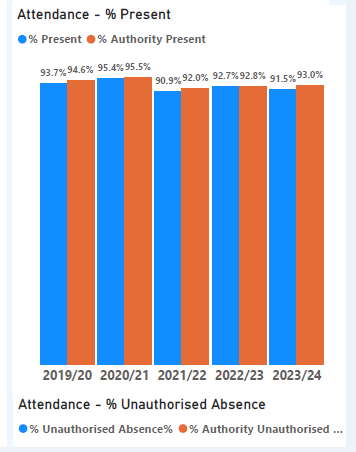 Attendance - % Present
% Present % Authority Present
93.7% 94.6% 95.4% 95.5% 90.9% 92.0% 92.7% 92.8% 91.5% 93.0%
2019/20 2020/21 2021/22 2022/23 2023/24
Attendance - % Unauthorised Absence
% Unauthorised Absence% % Authority Unauthorised ...